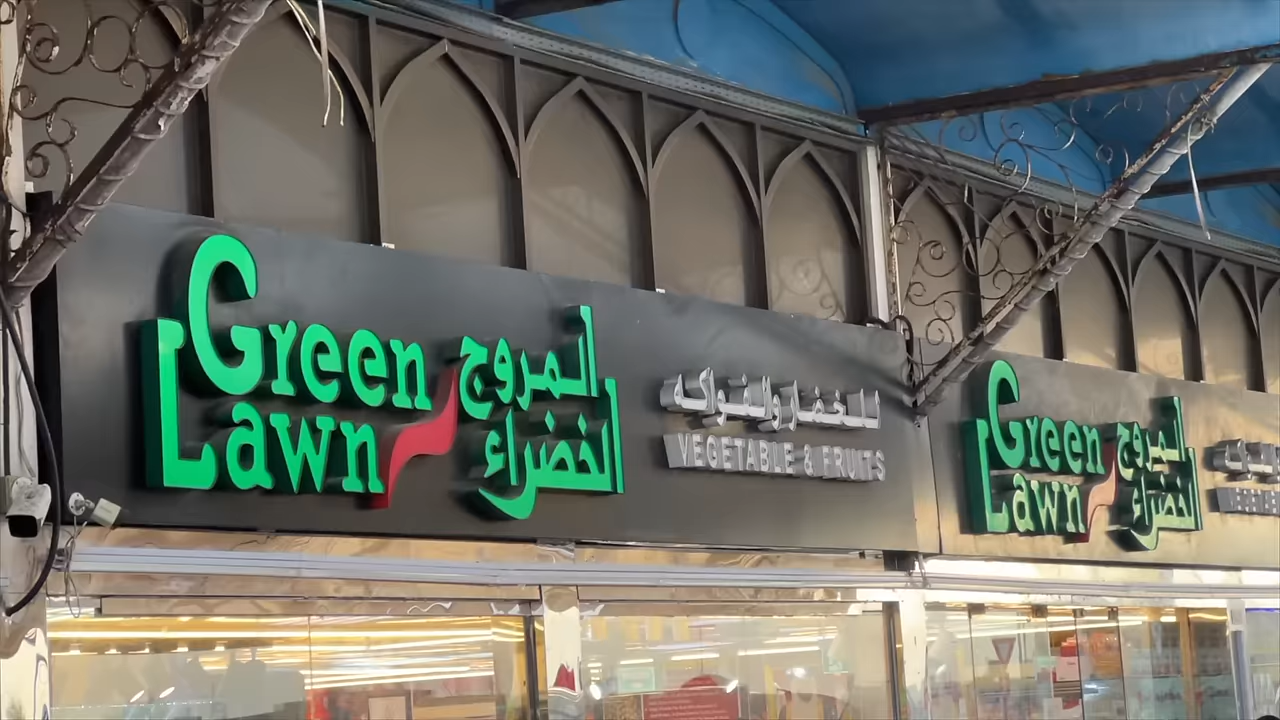 Green
Lawn
المروج
الخضراء
للخضار والفواكه
VEGETABLE & FRUITS
Green
Lawn
المروج
الخضراء